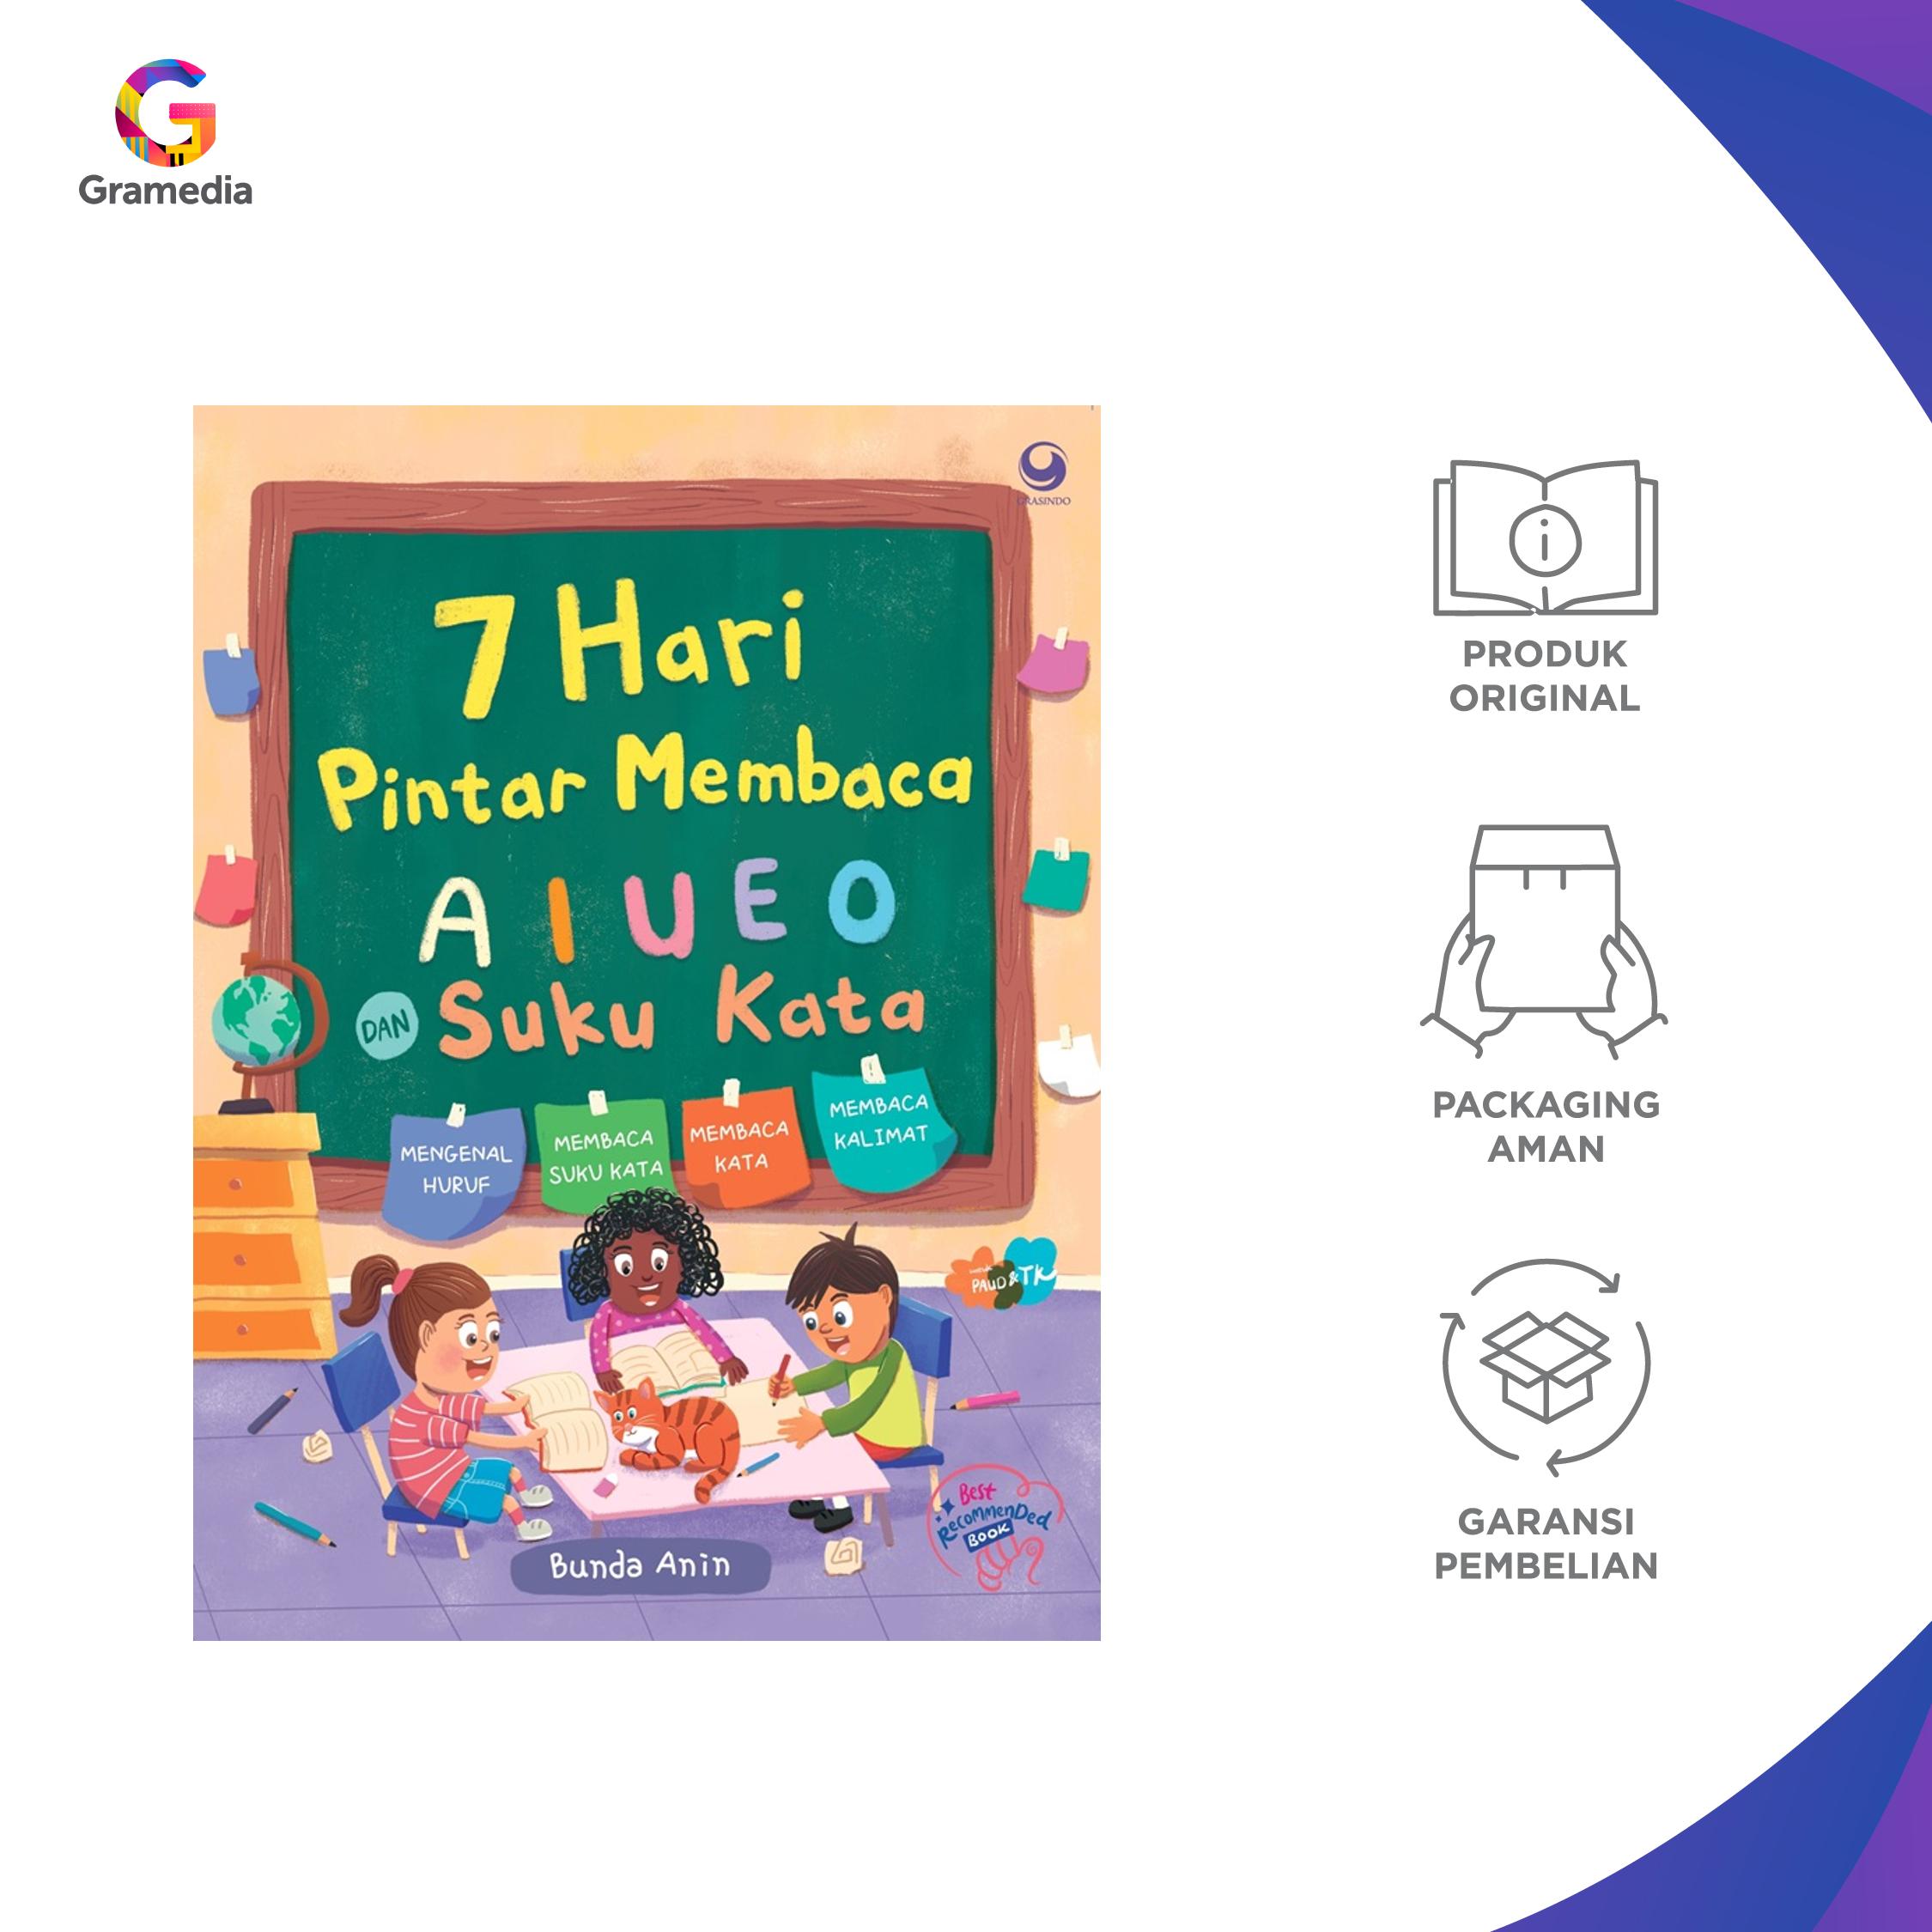 Gramedia
GRASINDO
7 Hari
Pintar Membaca
A I U E O
DAN Suku Kata
MENGENAL
HURUF
MEMBACA
SUKU KATA
MEMBACA
KATA
MEMBACA
KALIMAT
PAUD & TK
Best
Recommended
BOOK
Bunda Anin
PRODUK
ORIGINAL
PACKAGING
AMAN
GARANSI
PEMBELIAN